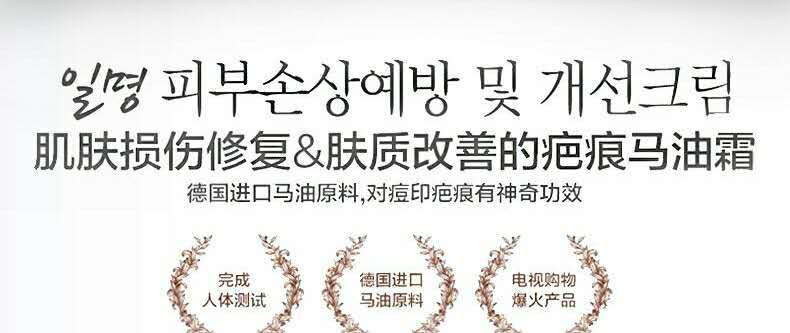 일명 피부손상예방 및 개선크림
肌肤损伤修复&肤质改善的疤痕马油霜
德国进口马油原料,对痘印疤痕有神奇功效
完成
人体测试
德国进口
马油原料
电视购物
爆火产品